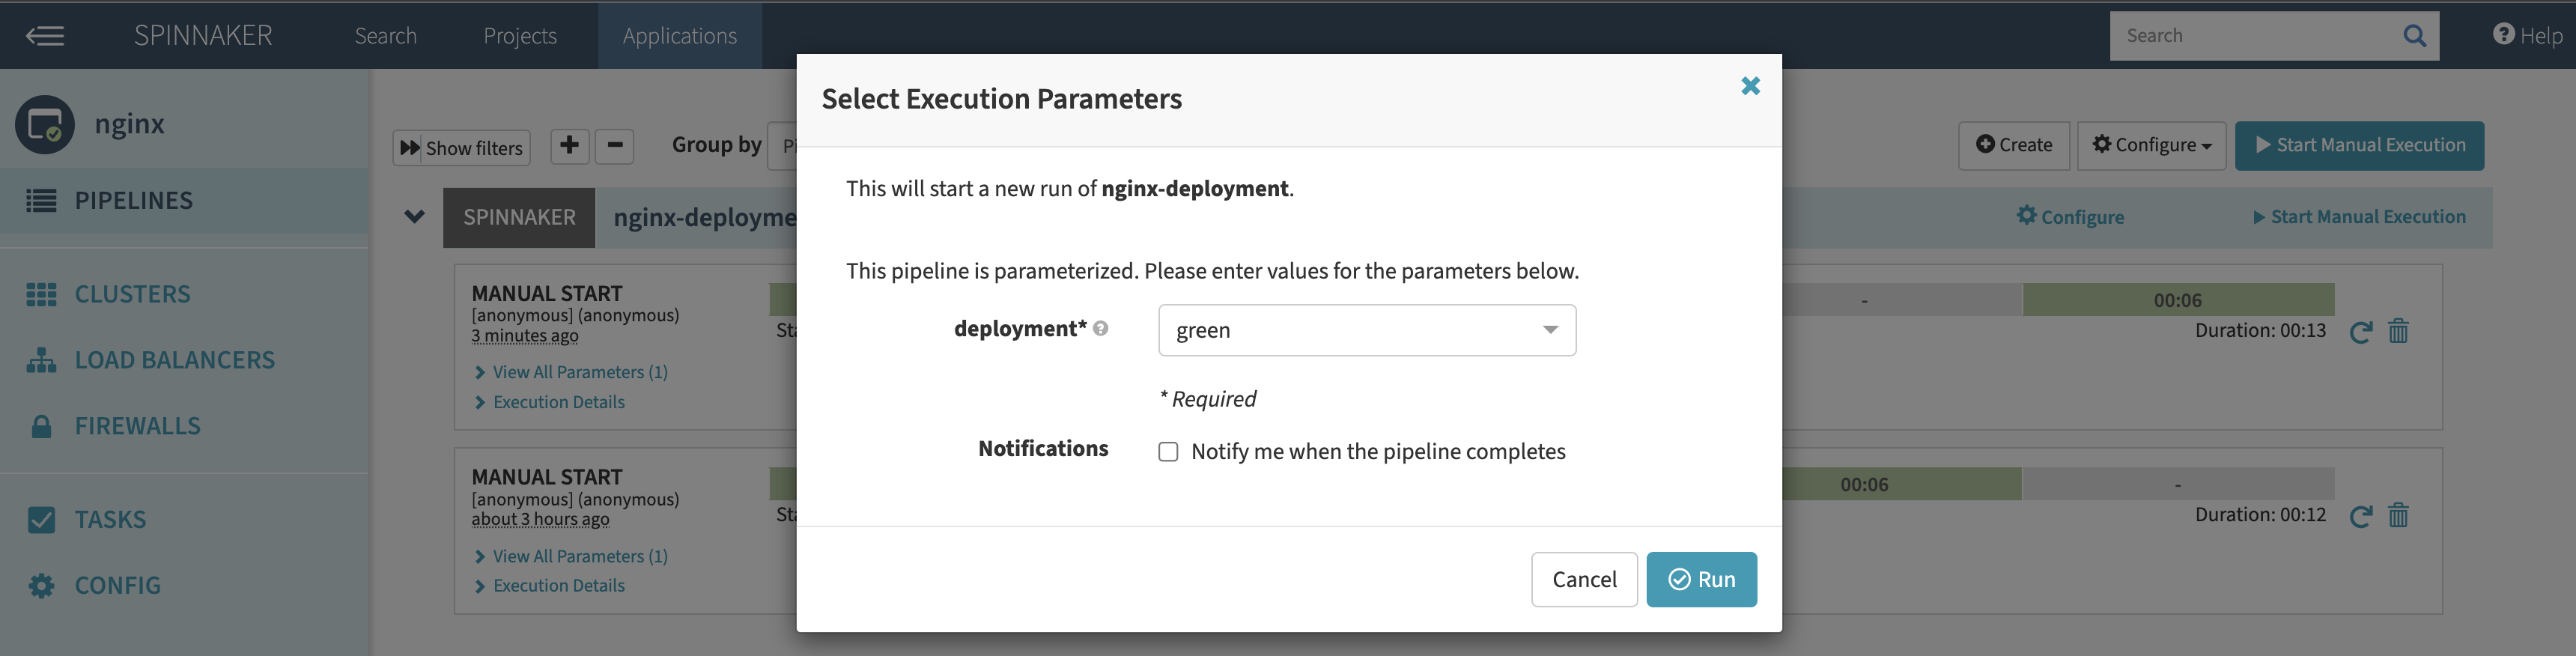 SPINNAKER
Search
Projects
Applications
Search
Help
nginx
PIPELINES
CLUSTERS
LOAD BALANCERS
FIREWALLS
TASKS
CONFIG
Show filters
Group by
Pi
Create
Configure
Start Manual Execution
SPINNAKER
nginx-deployme
Configure
Start Manual Execution
MANUAL START
[anonymous] (anonymous)
3 minutes ago
Sta
View All Parameters (1)
Execution Details
-
00:06
Duration: 00:13
MANUAL START
[anonymous] (anonymous)
about 3 hours ago
Sta
View All Parameters (1)
Execution Details
00:06
-
Duration: 00:12
Select Execution Parameters
This will start a new run of nginx-deployment.
This pipeline is parameterized. Please enter values for the parameters below.
deployment*
green
* Required
Notifications
Notify me when the pipeline completes
Cancel
Run